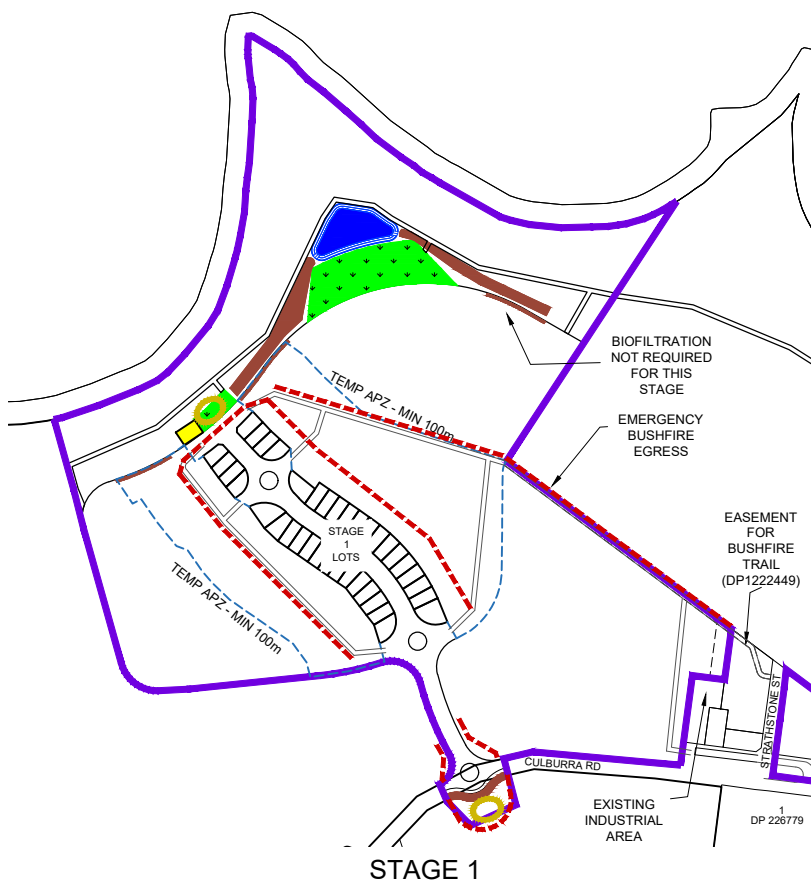 BIOFILTRATION
NOT REQUIRED
FOR THIS
STAGE
TEMP APZ - MIN 100m
EMERGENCY
BUSHFIRE
EGRESS
EASEMENT
FOR
BUSHFIRE
TRAIL
(DP1222449)
STAGE
1
LOTS
TEMP APZ - MIN 100m
STRATHSTONE ST
CULBURRA RD
EXISTING
INDUSTRIAL
AREA
1
DP 226779
STAGE 1